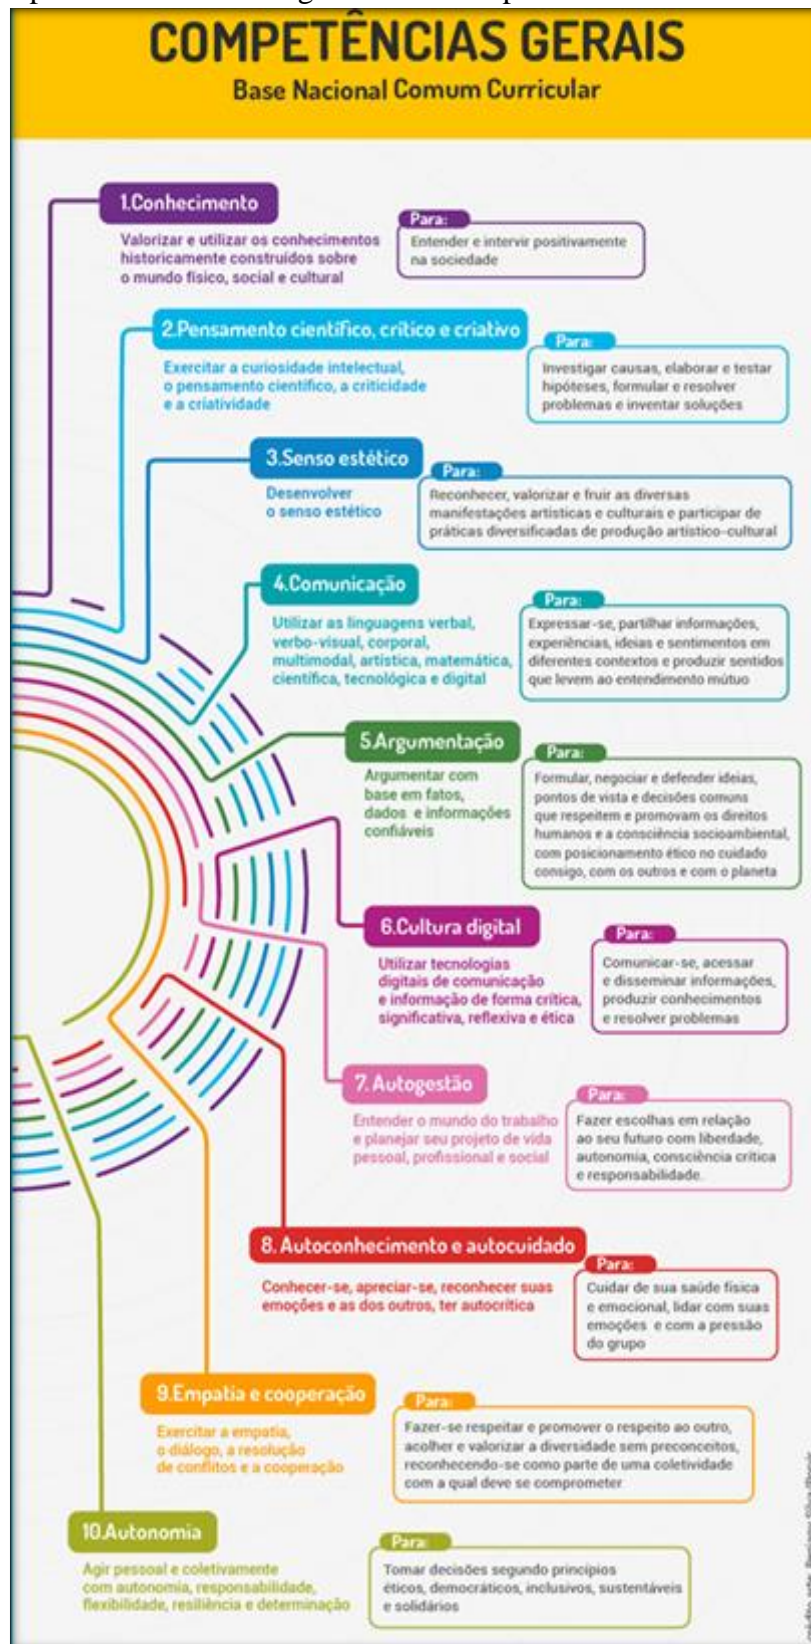 COMPETÊNCIAS GERAIS
Base Nacional Comum Curricular
1.Conhecimento
Valorizar e utilizar os conhecimentos
historicamente construídos sobre
o mundo físico, social e cultural
Para:
Entender e intervir positivamente
na sociedade
2.Pensamento científico, crítico e criativo
Exercitar a curiosidade intelectual,
o pensamento científico, a criticidade
e a criatividade
Para:
Investigar causas, elaborar e testar
hipóteses, formular e resolver
problemas e inventar soluções
3.Senso estético
Desenvolver
o senso estético
Para:
Reconhecer, valorizar e fruir as diversas
manifestações artísticas e culturais e participar de
práticas diversificadas de produção artístico-cultural
4.Comunicação
Utilizar as linguagens verbal,
verbo-visual, corporal,
multimodal, artística, matemática,
científica, tecnológica e digital
Para:
Expressar-se, partilhar informações,
experiências, ideias e sentimentos em
diferentes contextos e produzir sentidos
que levem ao entendimento mútuo
5.Argumentação
Argumentar com
base em fatos,
dados e informações
confiáveis
Para:
Formular, negociar e defender ideias,
pontos de vista e decisões comuns
que respeitem e promovam os direitos
humanos e a consciência socioambiental,
com posicionamento ético no cuidado
consigo, com os outros e com o planeta
6.Cultura digital
Utilizar tecnologias
digitais de comunicação
e informação de forma crítica,
significativa, reflexiva e ética
Para:
Comunicar-se, acessar
e disseminar informações,
produzir conhecimentos
e resolver problemas
7. Autogestão
Entender o mundo do trabalho
e planejar seu projeto de vida
pessoal, profissional e social
Para:
Fazer escolhas em relação
ao seu futuro com liberdade,
autonomia, consciência crítica
e responsabilidade.
8. Autoconhecimento e autocuidado
Conhecer-se, apreciar-se, reconhecer suas
emoções e as dos outros, ter autocrítica
Para:
Cuidar de sua saúde física
e emocional, lidar com suas
emoções e com a pressão
do grupo
9.Empatia e cooperação
Exercitar a empatia,
o diálogo, a resolução
de conflitos e a cooperação
Para:
Fazer-se respeitar e promover o respeito ao outro,
acolher e valorizar a diversidade sem preconceitos,
reconhecendo-se como parte de uma coletividade
com a qual deve se comprometer
10.Autonomia
Agir pessoal e coletivamente
com autonomia, responsabilidade,
flexibilidade, resiliência e determinação
Para:
Tomar decisões segundo princípios
éticos, democráticos, inclusivos, sustentáveis
e solidários